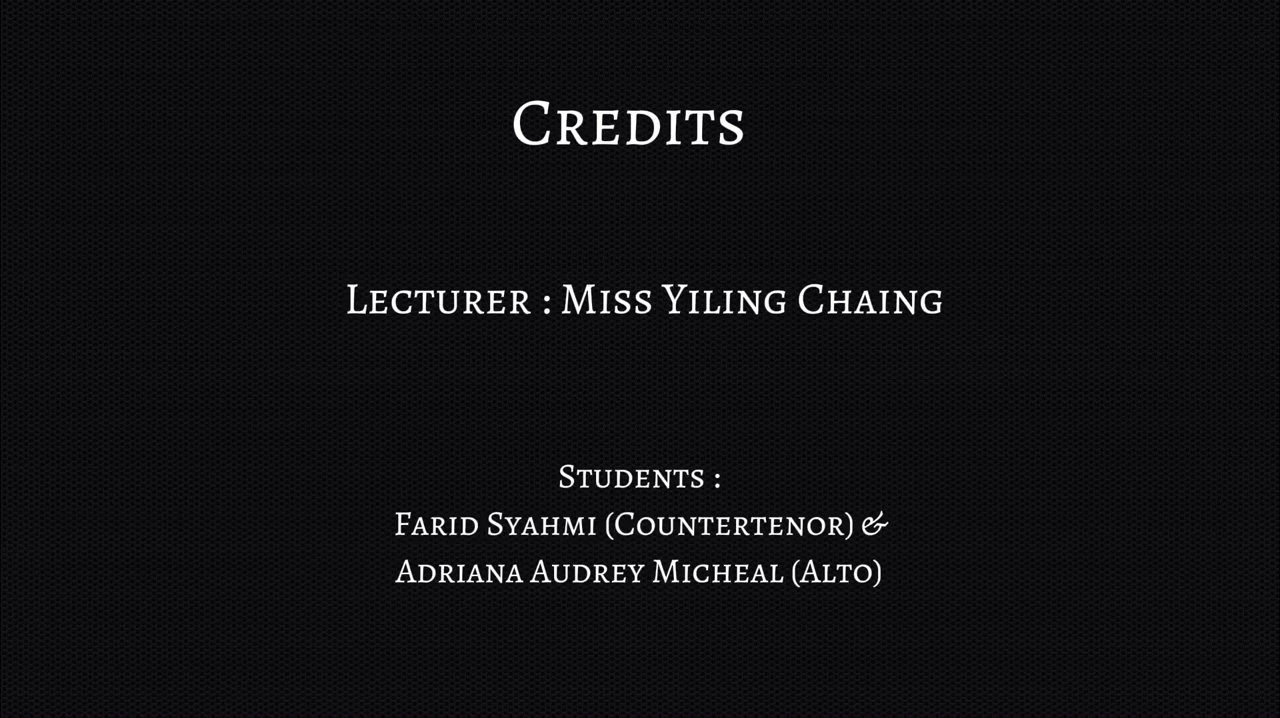 Credits
Lecturer : Miss Yiling Chaing
Students :
Farid Syahmi (Countertenor) &
Adriana Audrey Micheal (Alto)